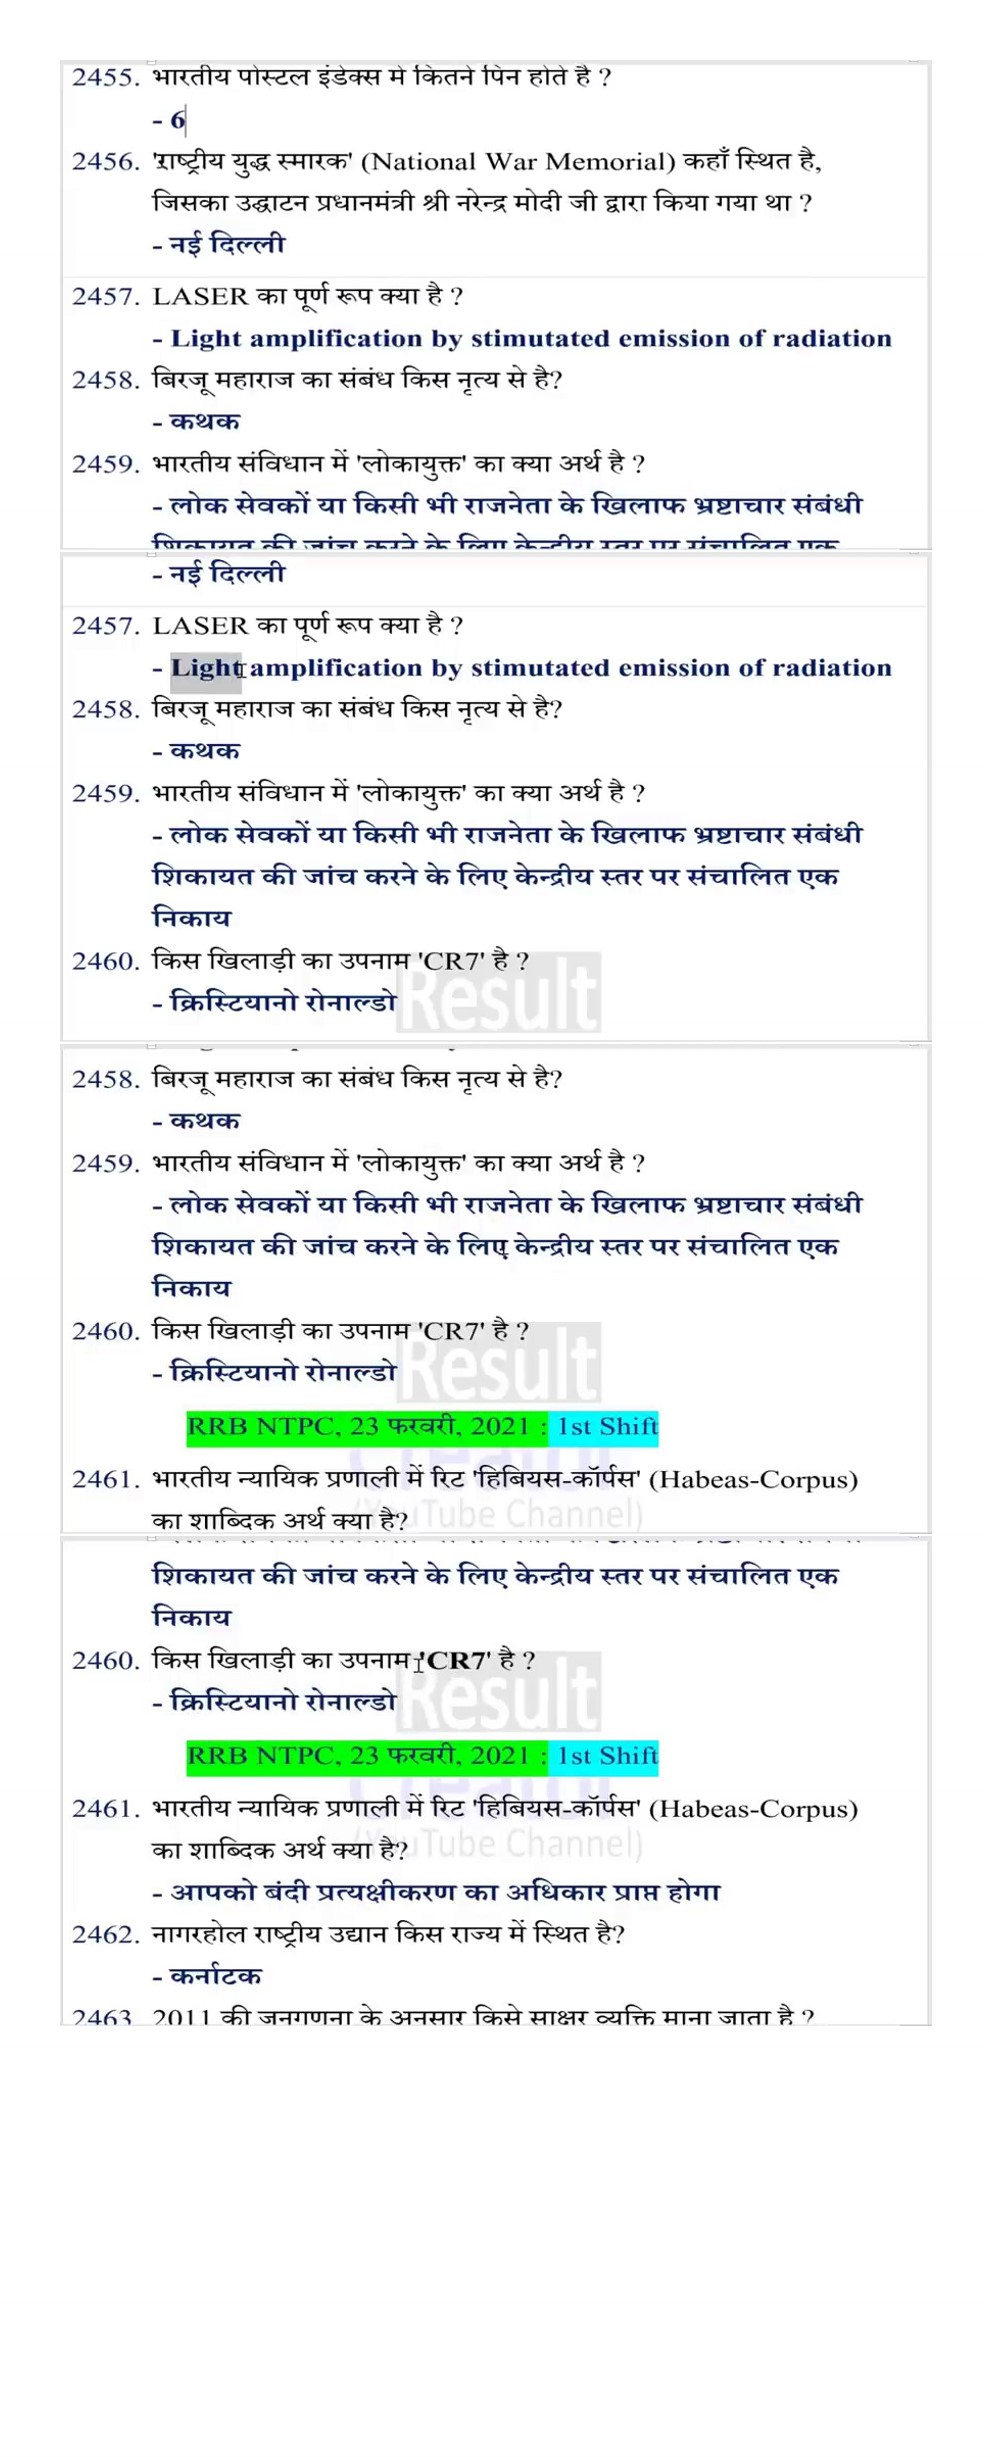 2455. भारतीय पोस्टल इंडेक्स में कितने पिन होते है ?
- 6
2456. 'राष्ट्रीय युद्ध स्मारक' (National War Memorial) कहाँ स्थित है,
जिसका उद्घाटन प्रधानमंत्री श्री नरेन्द्र मोदी जी द्वारा किया गया था ?
- नई दिल्ली
2457. LASER का पूर्ण रूप क्या है ?
- Light amplification by stimutated emission of radiation
2458. बिरजू महाराज का संबंध किस नृत्य से है?
- कथक
2459. भारतीय संविधान में 'लोकायुक्त' का क्या अर्थ है ?
- लोक सेवकों या किसी भी राजनेता के खिलाफ भ्रष्टाचार संबंधी
शिकायत की जांच करने के लिए केन्द्रीय स्तर पर संचालित एक
- नई दिल्ली
2457. LASER का पूर्ण रूप क्या है ?
- Light amplification by stimutated emission of radiation
2458. बिरजू महाराज का संबंध किस नृत्य से है?
- कथक
2459. भारतीय संविधान में 'लोकायुक्त' का क्या अर्थ है ?
- लोक सेवकों या किसी भी राजनेता के खिलाफ भ्रष्टाचार संबंधी
शिकायत की जांच करने के लिए केन्द्रीय स्तर पर संचालित एक
निकाय
2460. किस खिलाड़ी का उपनाम 'CR7' है ?
- क्रिस्टियानो रोनाल्डो
Result
2458. बिरजू महाराज का संबंध किस नृत्य से है?
- कथक
2459. भारतीय संविधान में 'लोकायुक्त' का क्या अर्थ है ?
- लोक सेवकों या किसी भी राजनेता के खिलाफ भ्रष्टाचार संबंधी
शिकायत की जांच करने के लिए केन्द्रीय स्तर पर संचालित एक
निकाय
2460. किस खिलाड़ी का उपनाम 'CR7' है ?
- क्रिस्टियानो रोनाल्डो
Result
RRB NTPC, 23 फरवरी, 2021 : 1st Shift
Creator
2461. भारतीय न्यायिक प्रणाली में रिट 'हिबियस-कॉर्पस' (Habeas-Corpus)
का शाब्दिक अर्थ क्या है?
(YouTube Channel)
शिकायत की जांच करने के लिए केन्द्रीय स्तर पर संचालित एक
निकाय
2460. किस खिलाड़ी का उपनाम 'CR7' है ?
- क्रिस्टियानो रोनाल्डो
Result
RRB NTPC, 23 फरवरी, 2021 : 1st Shift
Creator
2461. भारतीय न्यायिक प्रणाली में रिट 'हिबियस-कॉर्पस' (Habeas-Corpus)
का शाब्दिक अर्थ क्या है?
(YouTube Channel)
- आपको बंदी प्रत्यक्षीकरण का अधिकार प्राप्त होगा
2462. नागरहोल राष्ट्रीय उद्यान किस राज्य में स्थित है?
- कर्नाटक
2463. 2011 की जनगणना के अनुसार किसे साक्षर व्यक्ति माना जाता है ?